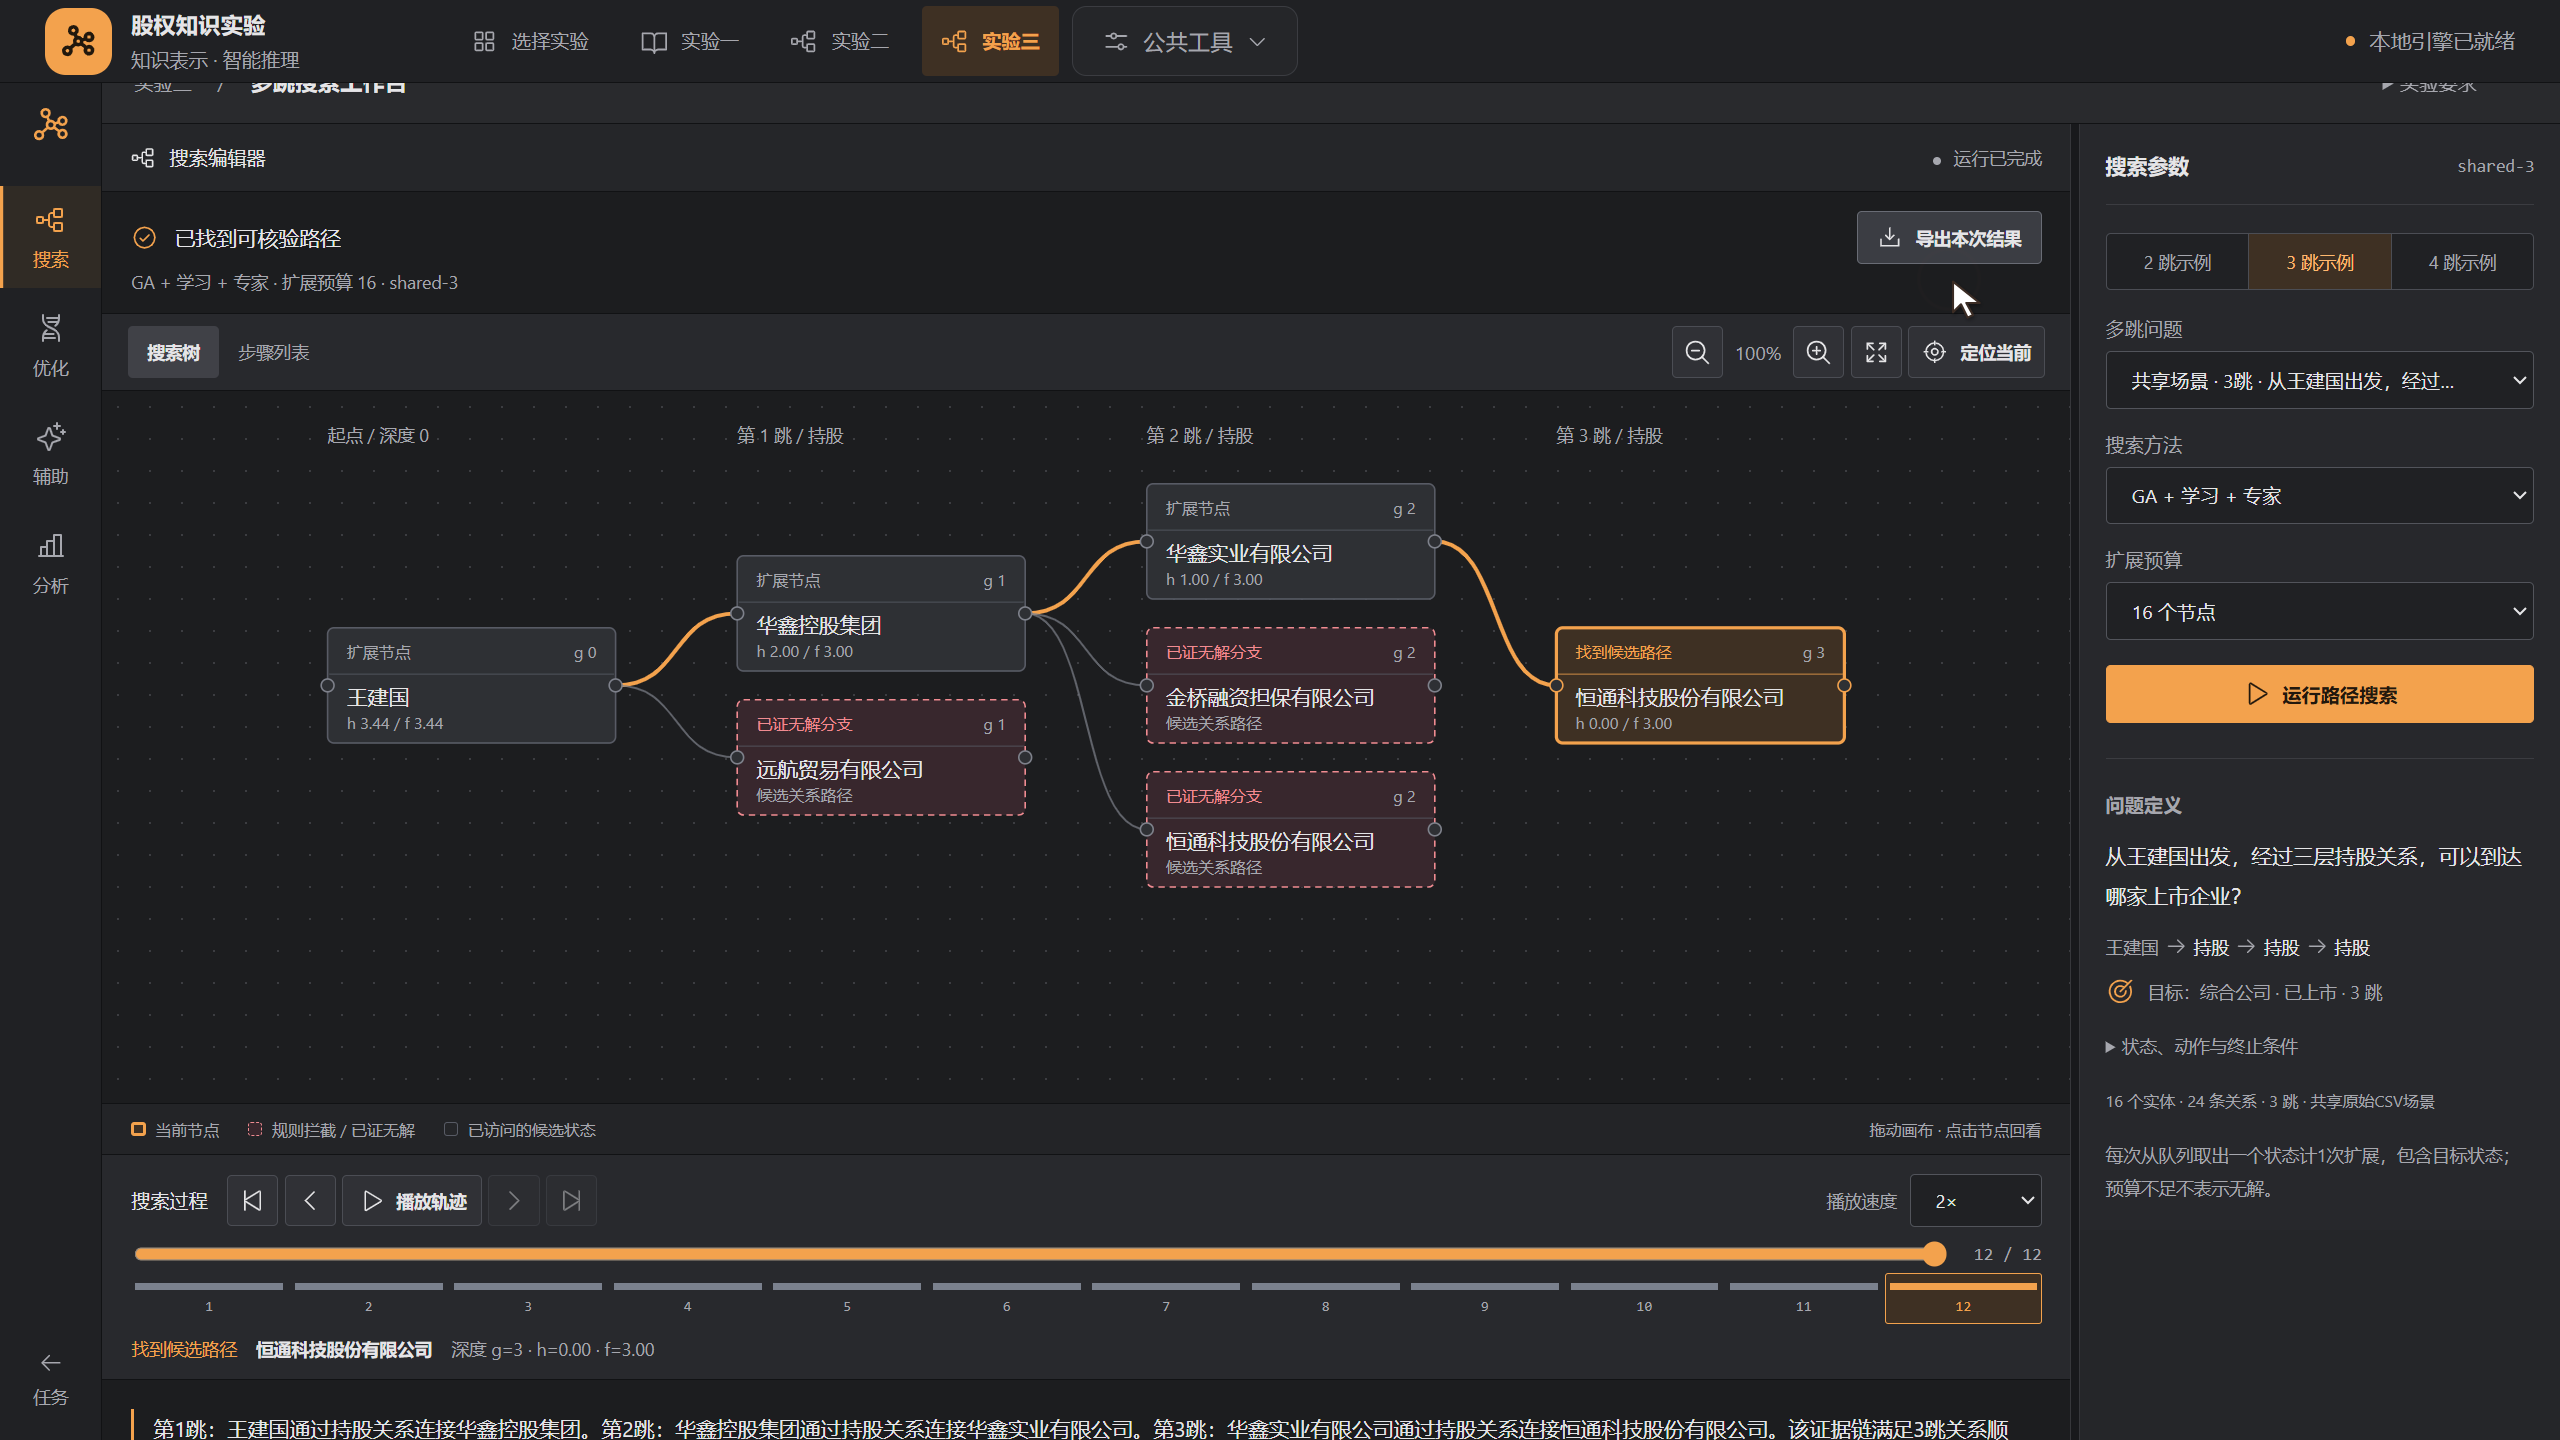 股权知识实验
知识表示 · 智能推理
选择实验
实验一
实验二
实验三
公共工具
本地引擎已就绪
实验三 / 多跳搜索工作台
实验要求
搜索
优化
辅助
分析
任务
搜索编辑器
运行已完成
已找到可核验路径
GA + 学习 + 专家 · 扩展预算 16 · shared-3
导出本次结果
搜索树
步骤列表
100%
定位当前
起点 / 深度 0
第 1 跳 / 持股
第 2 跳 / 持股
第 3 跳 / 持股
扩展节点 g 0
王建国
h 3.44 / f 3.44
扩展节点 g 1
华鑫控股集团
h 2.00 / f 3.00
已证无解分支 g 1
远航贸易有限公司
候选关系路径
扩展节点 g 2
华鑫实业有限公司
h 1.00 / f 3.00
已证无解分支 g 2
金桥融资担保有限公司
候选关系路径
已证无解分支 g 2
恒通科技股份有限公司
候选关系路径
找到候选路径 g 3
恒通科技股份有限公司
h 0.00 / f 3.00
当前节点
规则拦截 / 已证无解
已访问的候选状态
拖动画布 · 点击节点回看
搜索过程
播放轨迹
播放速度
2×
12 / 12
1 2 3 4 5 6 7 8 9 10 11 12
找到候选路径 恒通科技股份有限公司 深度 g=3 · h=0.00 · f=3.00
第1跳：王建国通过持股关系连接华鑫控股集团。第2跳：华鑫控股集团通过持股关系连接华鑫实业有限公司。第3跳：华鑫实业有限公司通过持股关系连接恒通科技股份有限公司。该证据链满足3跳关系顺
搜索参数
shared-3
2 跳示例
3 跳示例
4 跳示例
多跳问题
共享场景 · 3跳 · 从王建国出发，经过...
搜索方法
GA + 学习 + 专家
扩展预算
16 个节点
运行路径搜索
问题定义
从王建国出发，经过三层持股关系，可以到达
哪家上市企业？
王建国 → 持股 → 持股 → 持股
目标：综合公司 · 已上市 · 3 跳
状态、动作与终止条件
16 个实体 · 24 条关系 · 3 跳 · 共享原始CSV场景
每次从队列取出一个状态计1次扩展，包含目标状态；
预算不足不表示无解。